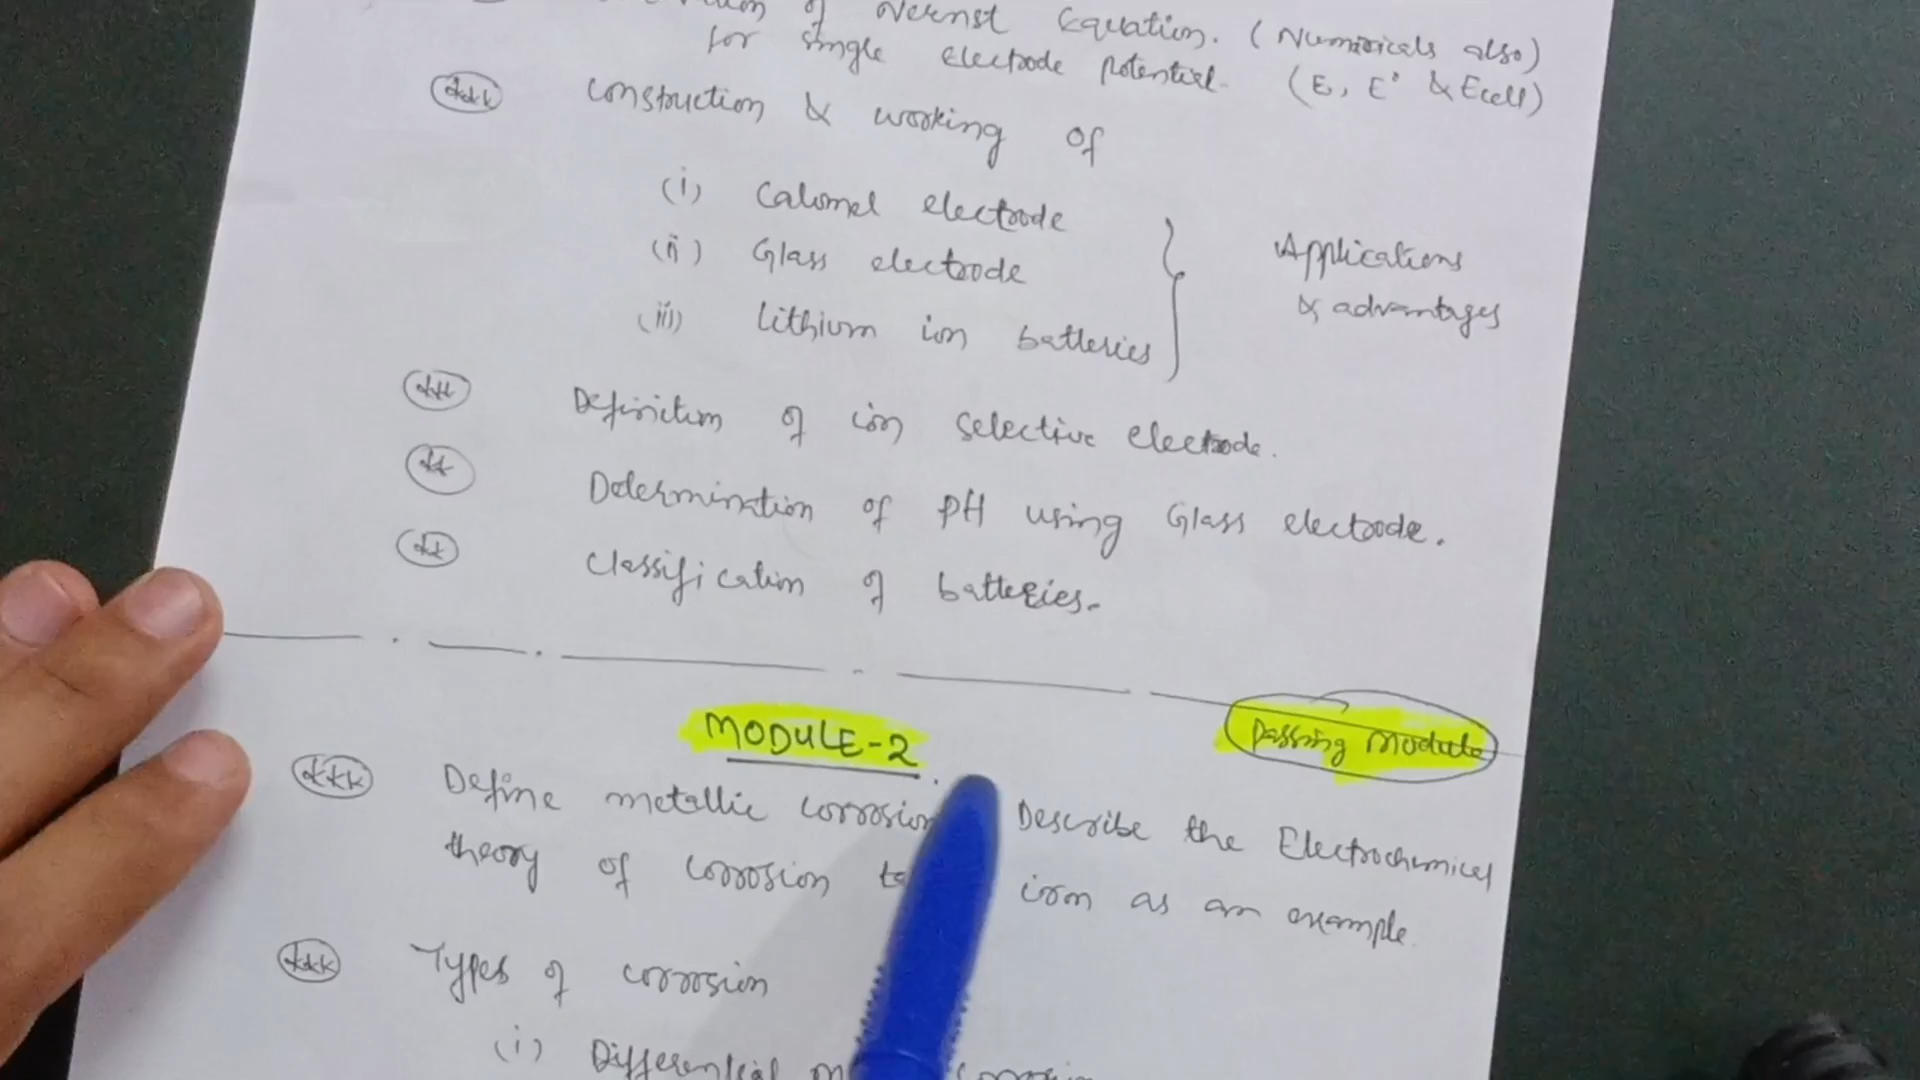 of Nernst Equation. (Numericals also)
for single Electrode potential. (E, E° & Ecell)
*** Construction & working of
(i) Calomel electrode
(ii) Glass electrode
(iii) Lithium ion batteries
Applications
& advantages
Definition of ion selective electrode.
** Determination of pH using Glass electrode.
** Classification of batteries.
MODULE-2
Passing Module
*** Define metallic corrosion Describe the Electrochemical
theory of corrosion iron as an example.
*** Types of corrosion
(i) Differential